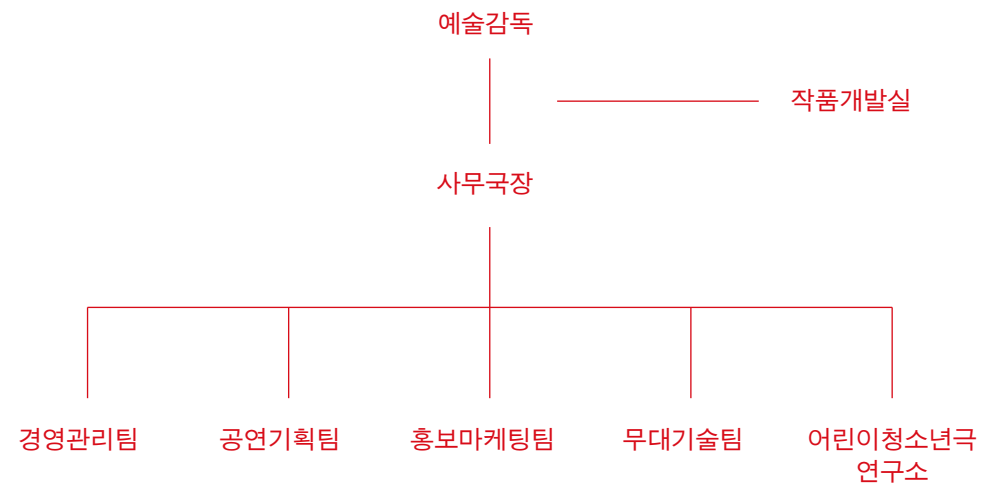 예술감독
작품개발실
사무국장
경영관리팀
공연기획팀
홍보마케팅팀
무대기술팀
어린이청소년극
연구소